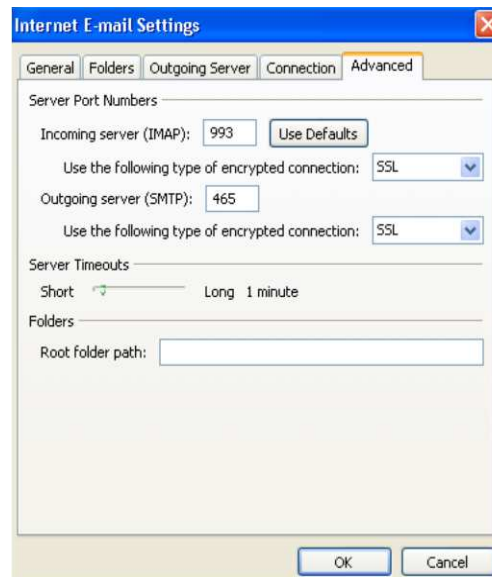 Internet E-mail Settings
General Folders Outgoing Server Connection Advanced
Server Port Numbers
Incoming server (IMAP): 993 Use Defaults
Use the following type of encrypted connection: SSL
Outgoing server (SMTP): 465
Use the following type of encrypted connection: SSL
Server Timeouts
Short Long 1 minute
Folders
Root folder path:
OK Cancel